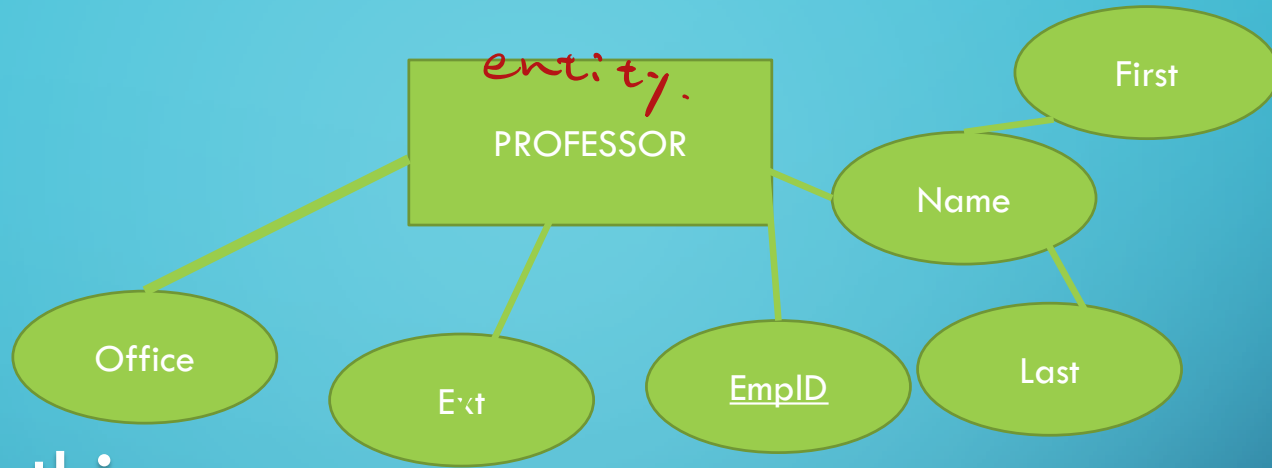 entity.
PROFESSOR
First
Name
Office
Ext
EmpID
Last